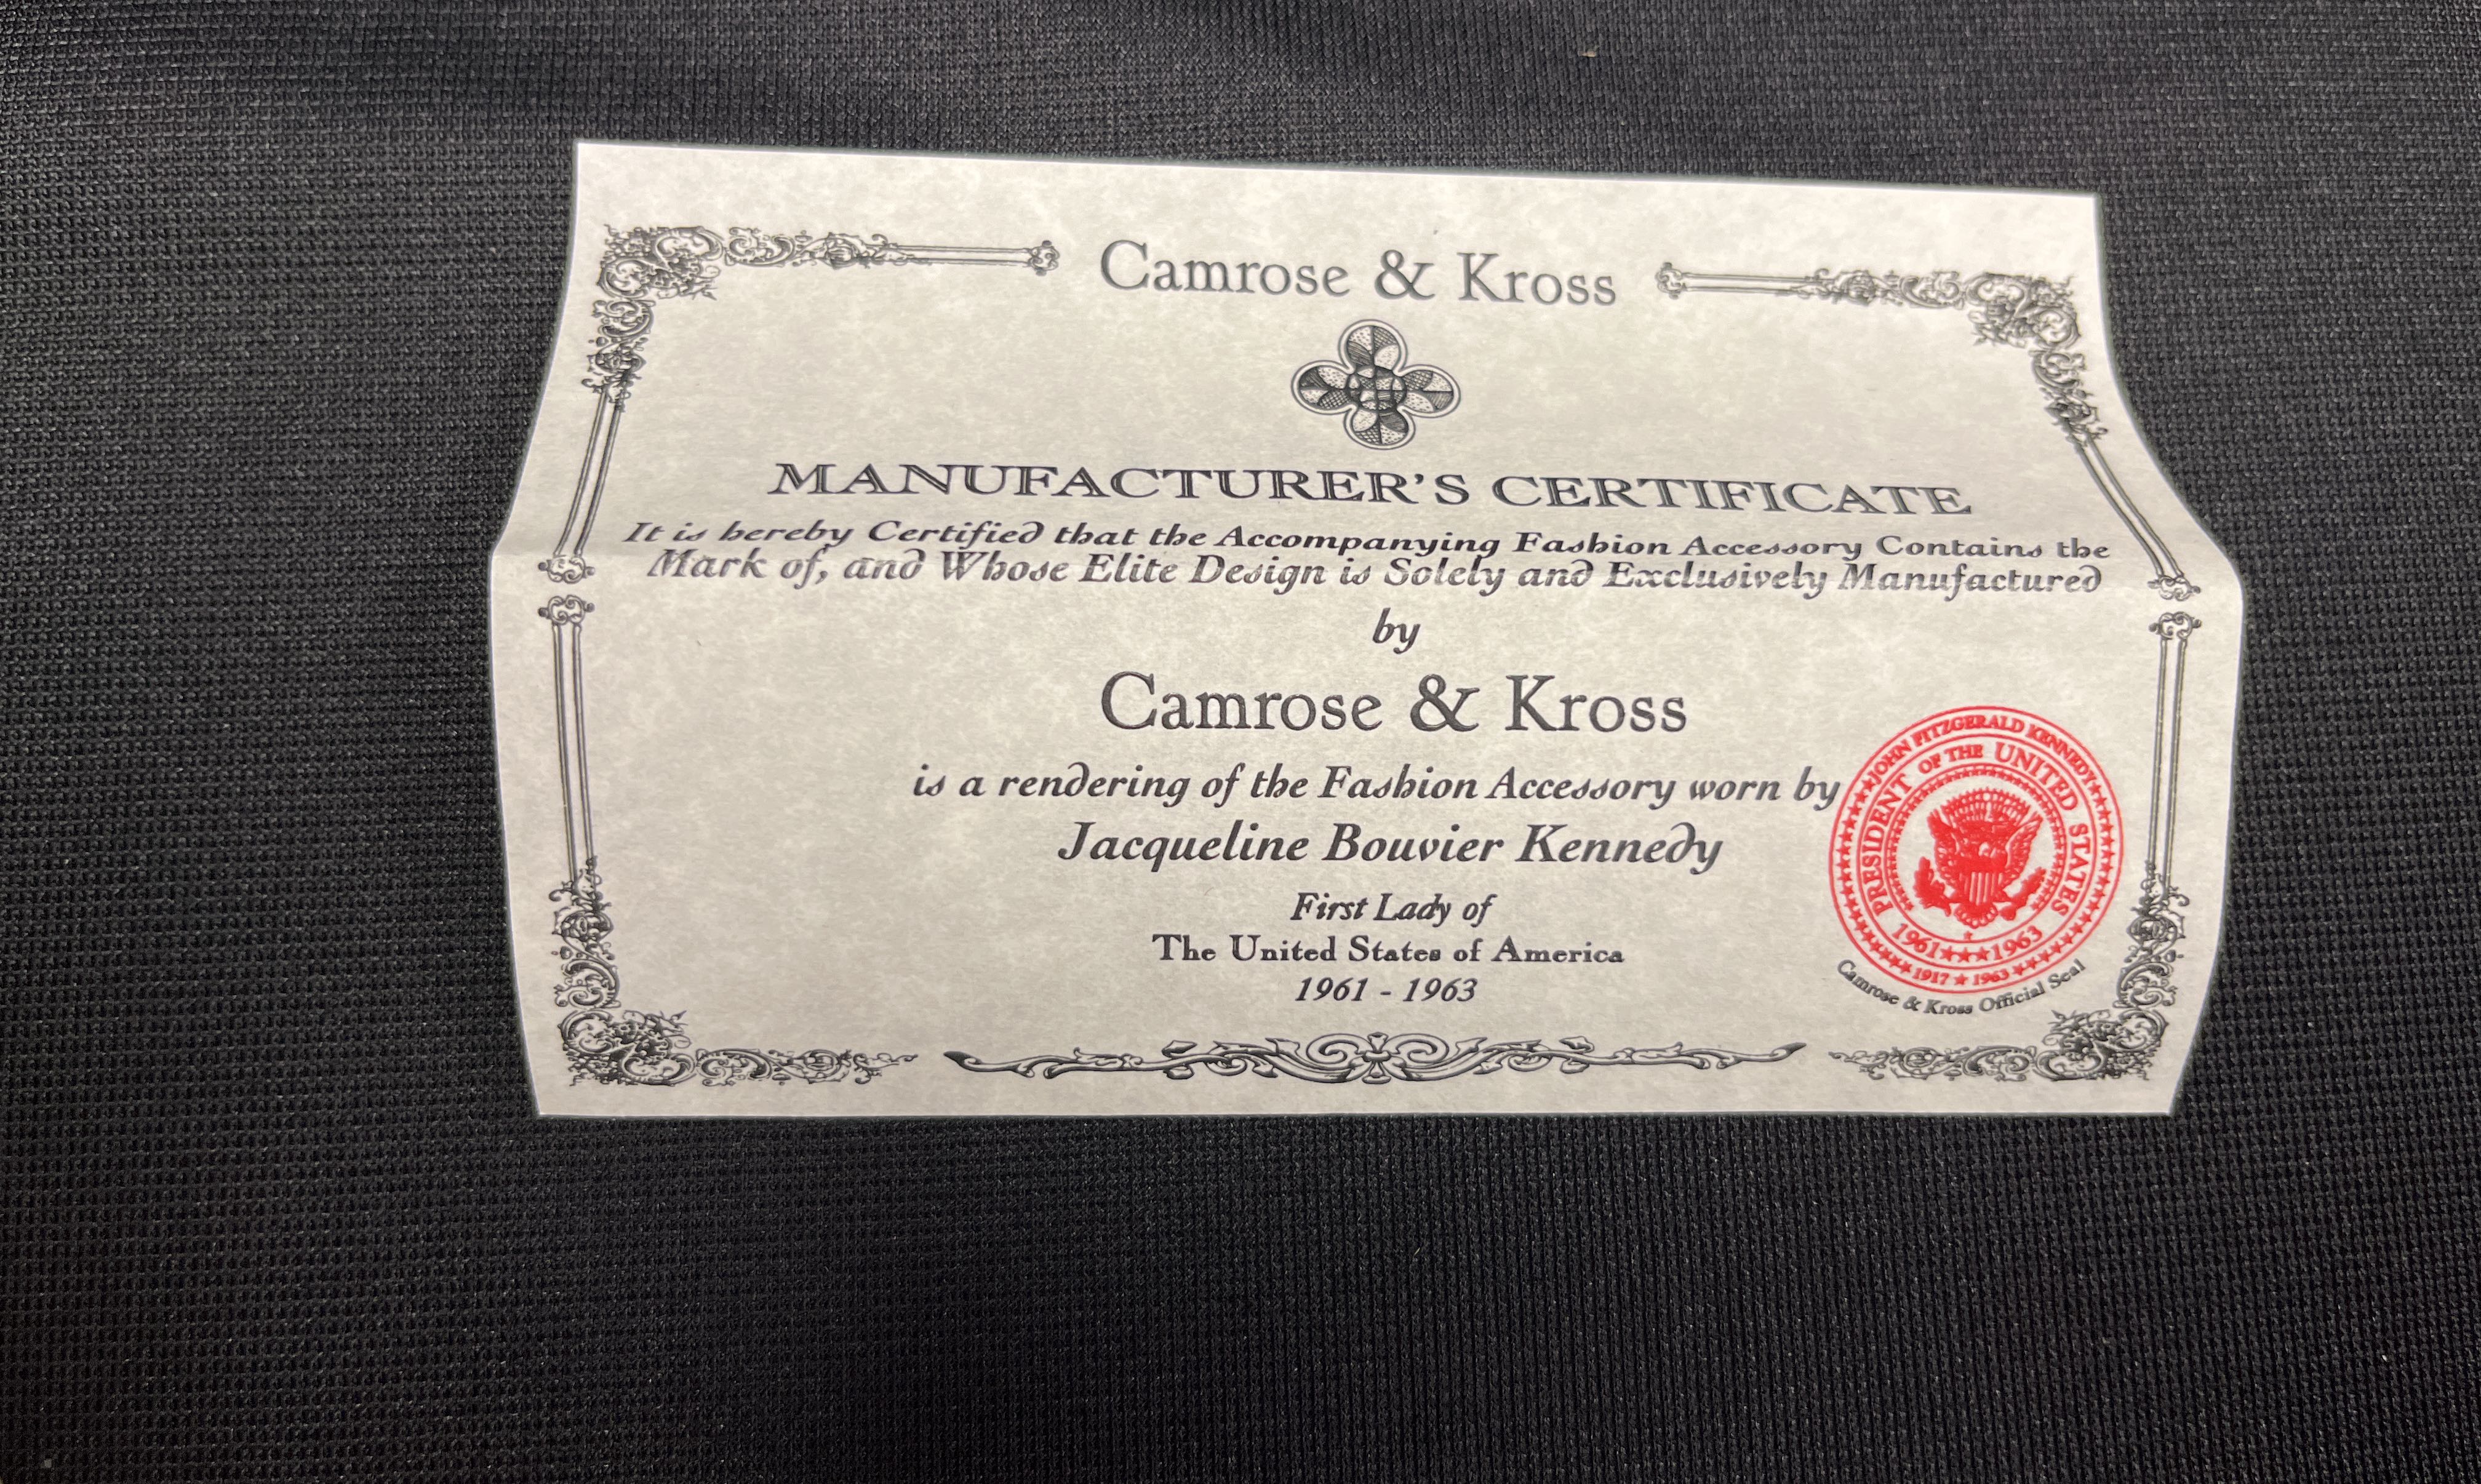 Camrose & Kross
MANUFACTURER'S CERTIFICATE
It is hereby Certified that the Accompanying Fashion Accessory Contains the
Mark of, and Whose Elite Design is Solely and Exclusively Manufactured
by
Camrose & Kross
is a rendering of the Fashion Accessory worn by
Jacqueline Bouvier Kennedy
First Lady of
The United States of America
1961 - 1963
JOHN FITZGERALD KENNEDY
PRESIDENT OF THE UNITED STATES
1961★★★1963
1917 ★ 1963
Camrose & Kross Official Seal